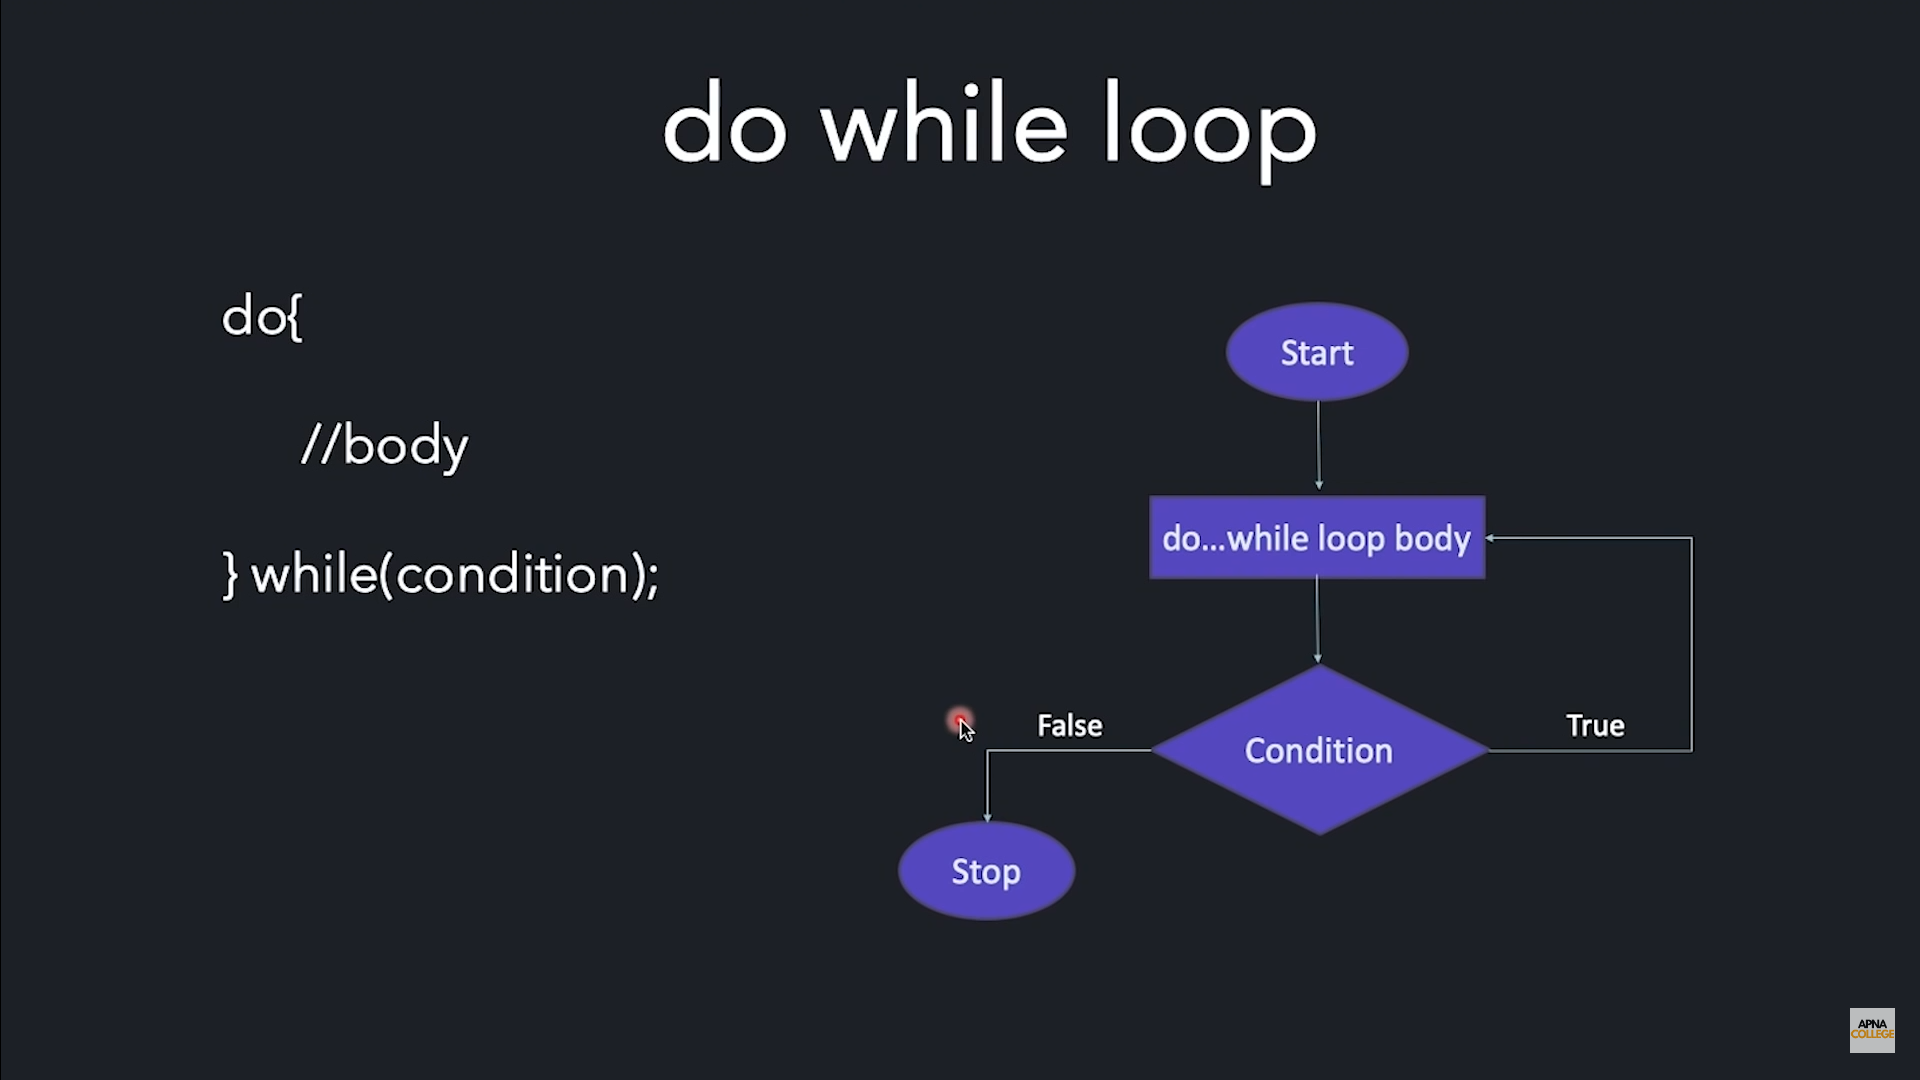 do while loop
do{
//body
} while(condition);
Start
do...while loop body
False
Condition
True
Stop
APNA
COLLEGE